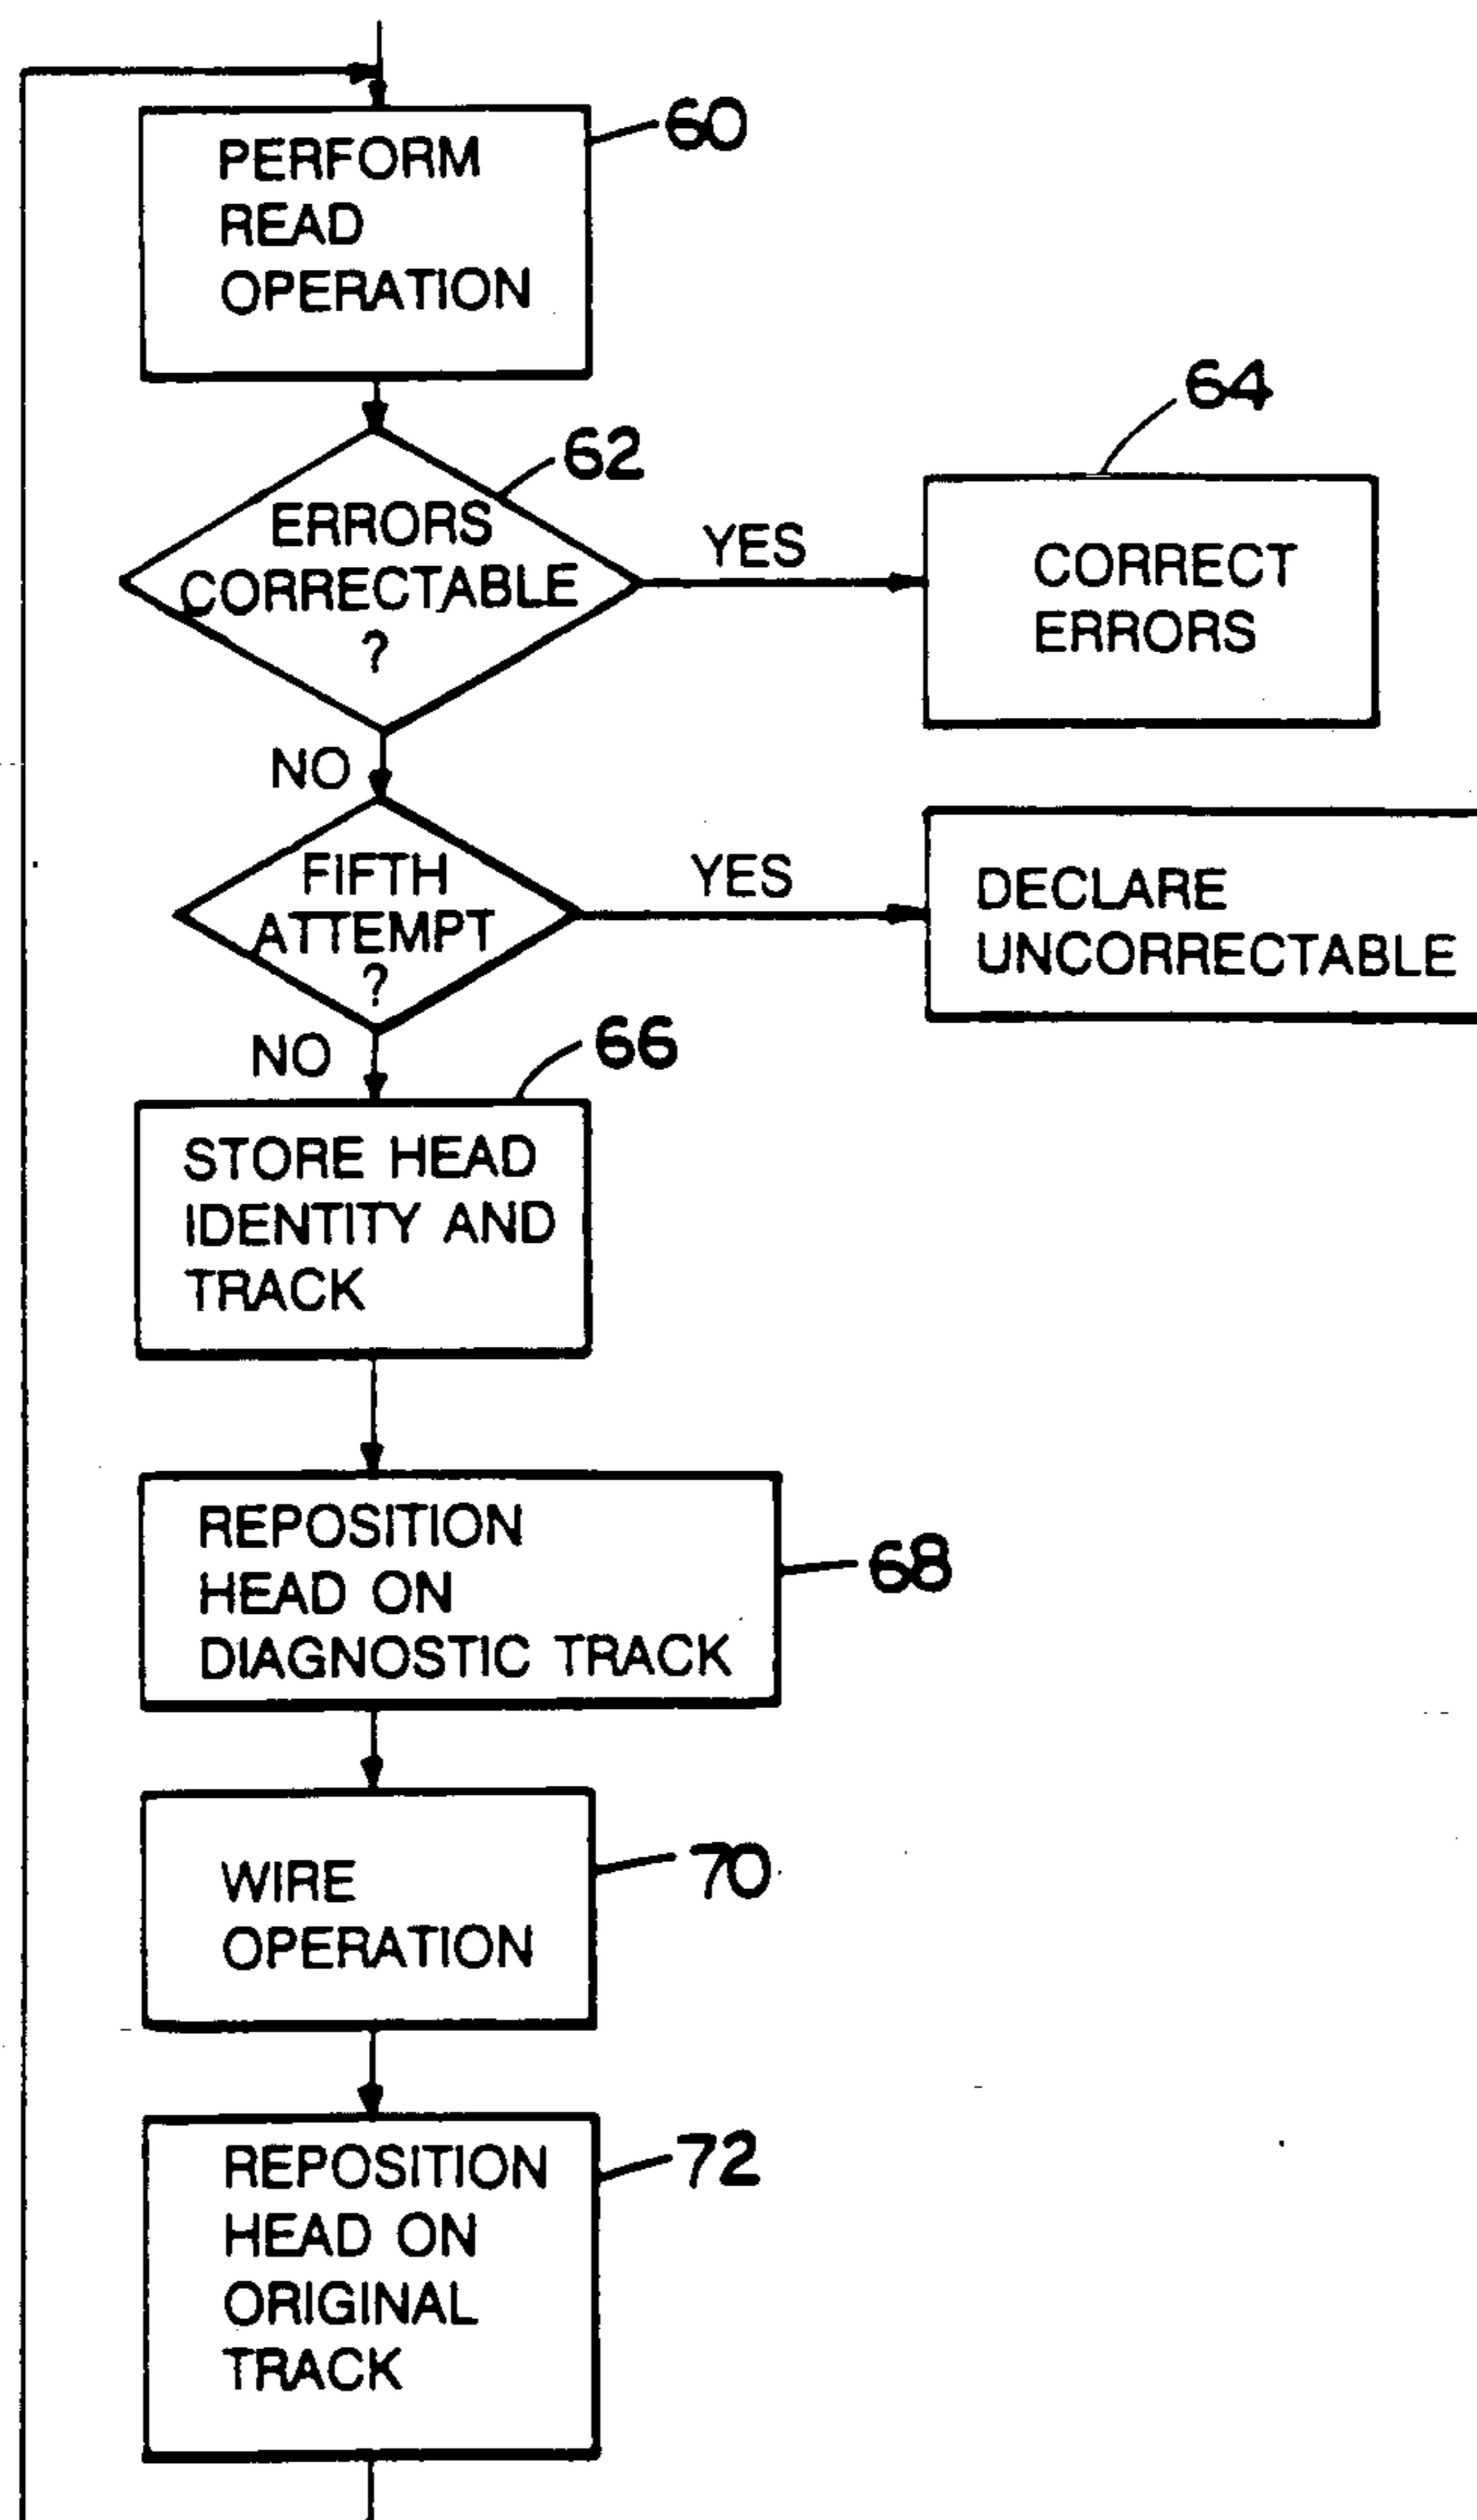 PERFORM
READ
OPERATION
60
ERRORS
CORRECTABLE
?
62
YES
64
CORRECT
ERRORS
NO
FIFTH
ATTEMPT
?
YES
DECLARE
UNCORRECTABLE
NO
66
STORE HEAD
IDENTITY AND
TRACK
REPOSITION
HEAD ON
DIAGNOSTIC TRACK
68
WIRE
OPERATION
70
REPOSITION
HEAD ON
ORIGINAL
TRACK
72